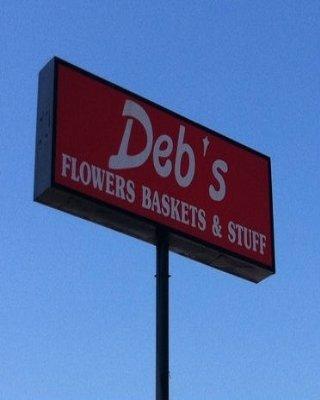 Deb's
FLOWERS BASKETS & STUFF